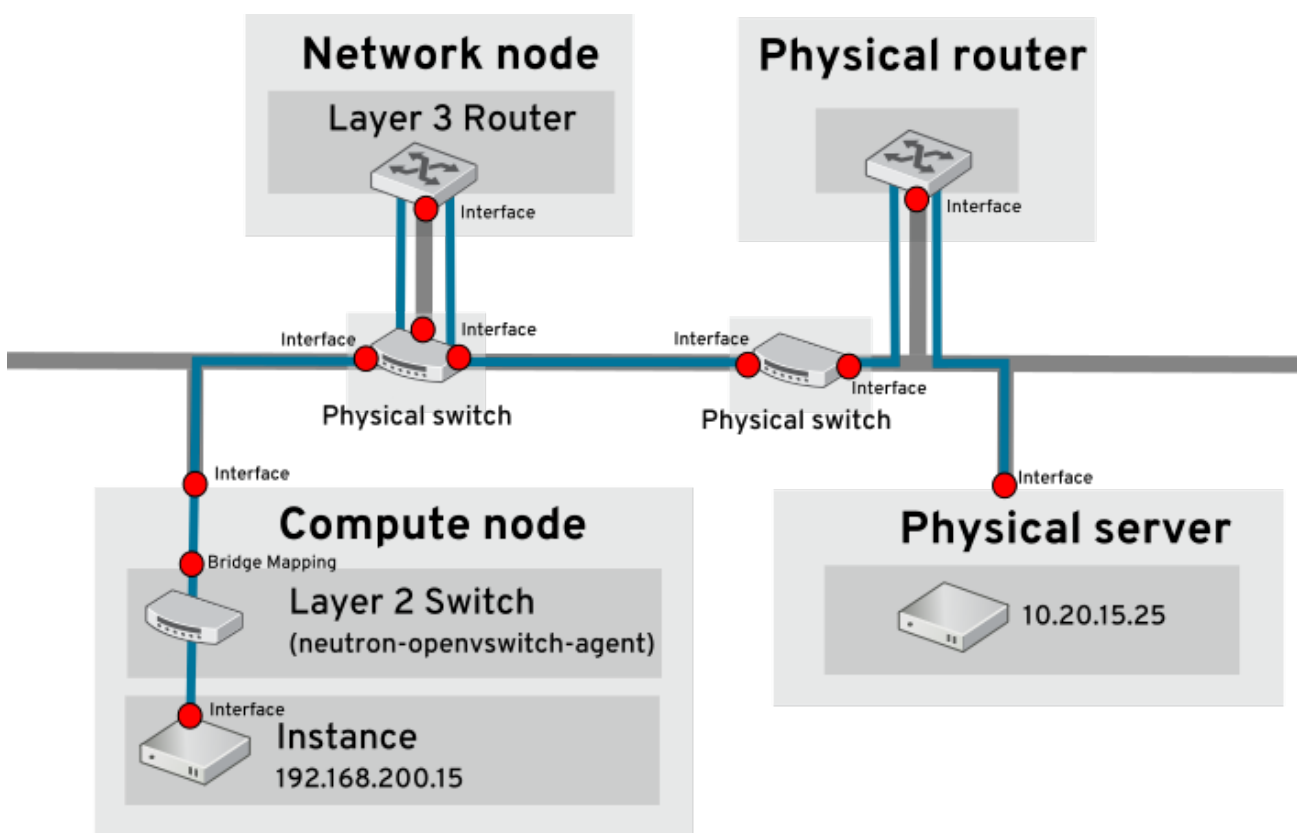 Network node
Layer 3 Router
Interface
Physical router
Interface
Interface
Interface
Physical switch
Interface
Interface
Physical switch
Interface
Compute node
Bridge Mapping
Layer 2 Switch
(neutron-openvswitch-agent)
Interface
Instance
192.168.200.15
Interface
Physical server
10.20.15.25